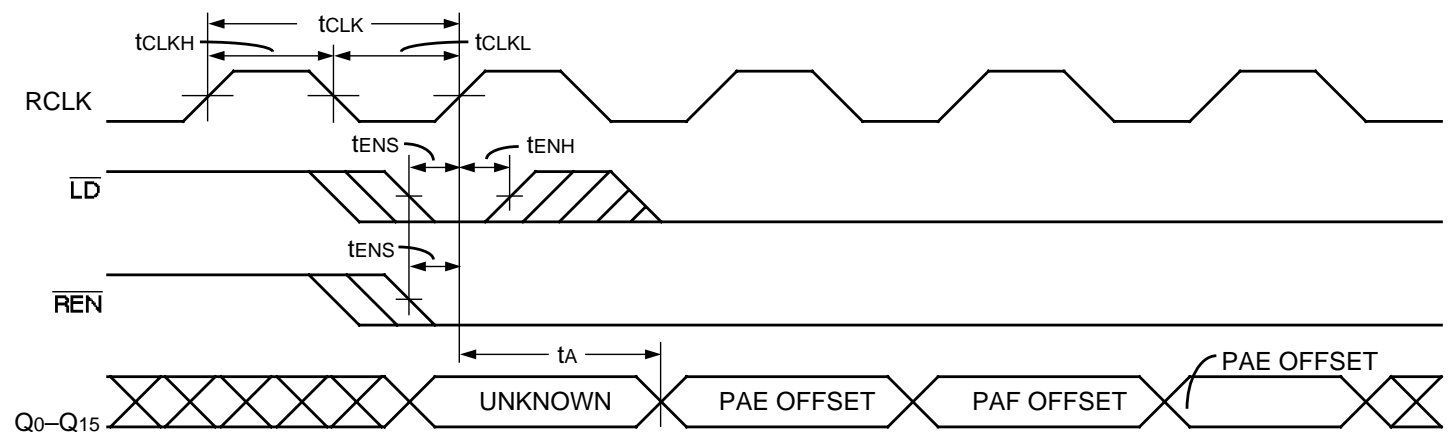 tCLK
tCLKH
tCLKL
RCLK
tENS
tENH
LD
tENS
REN
tA
PAE OFFSET
UNKNOWN
PAE OFFSET
PAF OFFSET
Q0–Q15